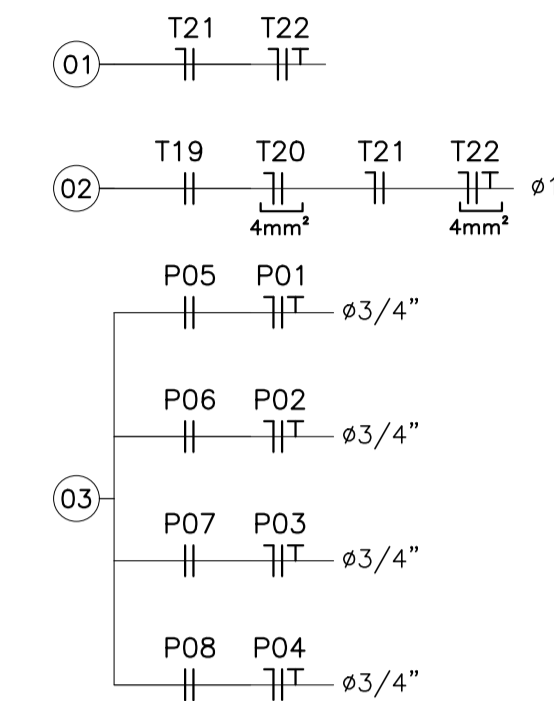 T21 T22
01
T19 T20 T21 T22
02
4mm² 4mm²
P05 P01
ø3/4”
P06 P02
ø3/4”
03
P07 P03
ø3/4”
P08 P04
ø3/4”